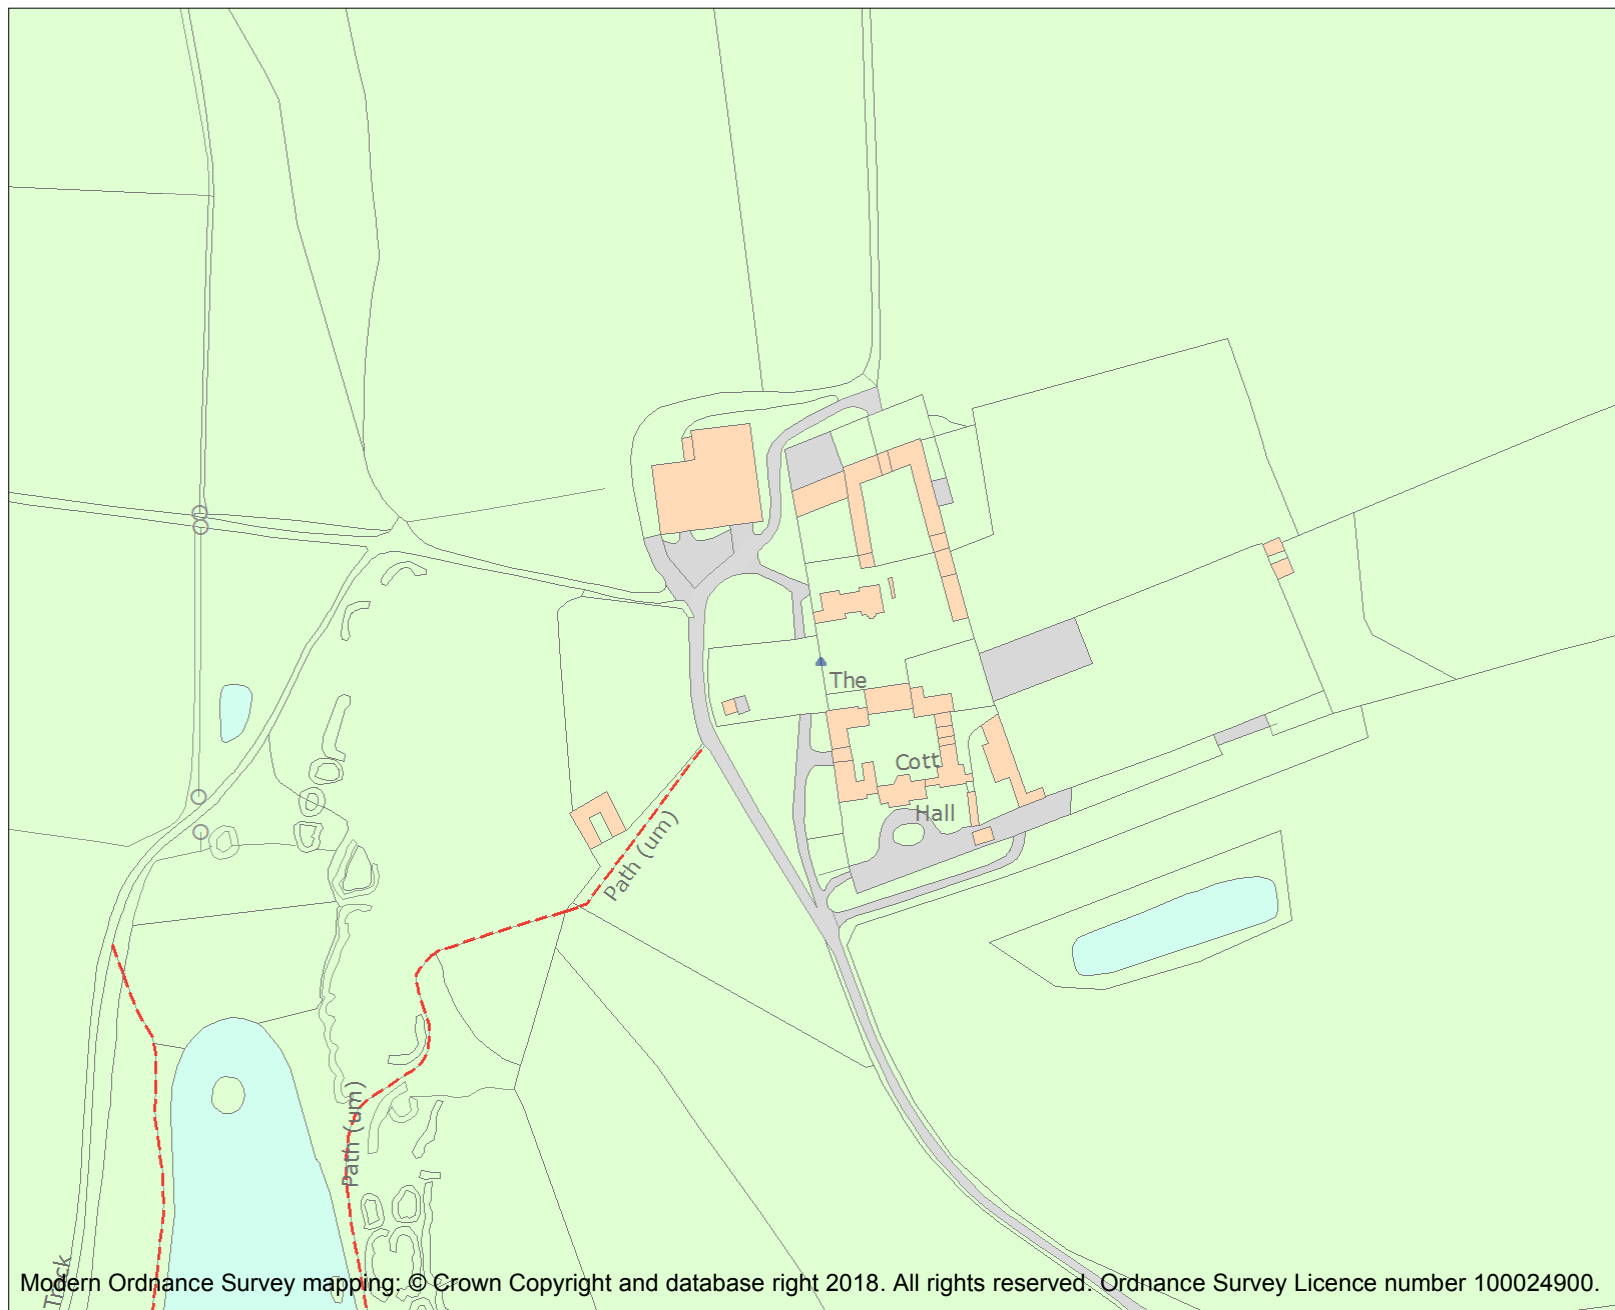 The
Cott
Hall
Path (um)
Path (um)
Track
Modern Ordnance Survey mapping: © Crown Copyright and database right 2018. All rights reserved. Ordnance Survey Licence number 100024900.